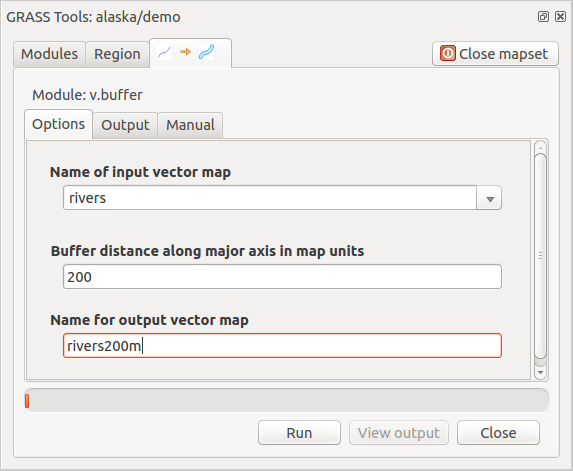 GRASS Tools: alaska/demo
Modules Region Close mapset
Module: v.buffer
Options Output Manual
Name of input vector map
rivers
Buffer distance along major axis in map units
200
Name for output vector map
rivers200m
Run View output Close